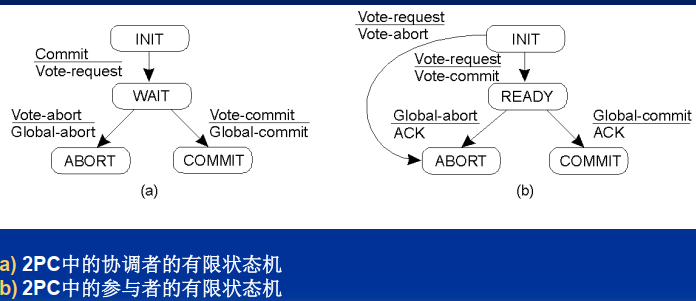 INIT
Commit
Vote-request
WAIT
Vote-abort
Global-abort
Vote-commit
Global-commit
ABORT
COMMIT
(a)
Vote-request
Vote-abort
INIT
Vote-request
Vote-commit
READY
Global-abort
ACK
Global-commit
ACK
ABORT
COMMIT
(b)
a) 2PC中的协调者的有限状态机
b) 2PC中的参与者的有限状态机